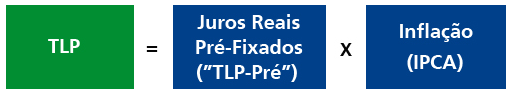 TLP
=
Juros Reais
Pré-Fixados
("TLP-Pré")
X
Inflação
(IPCA)